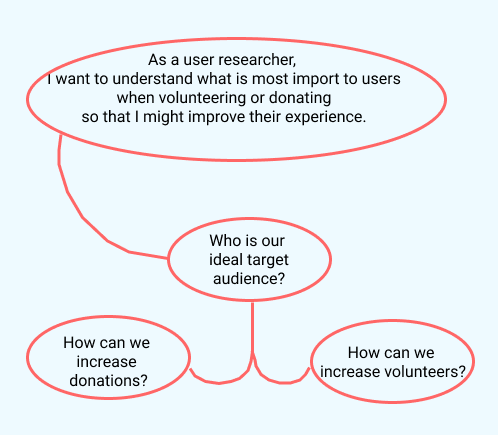 As a user researcher,
I want to understand what is most import to users
when volunteering or donating
so that I might improve their experience.
Who is our
ideal target
audience?
How can we
increase
donations?
How can we
increase volunteers?